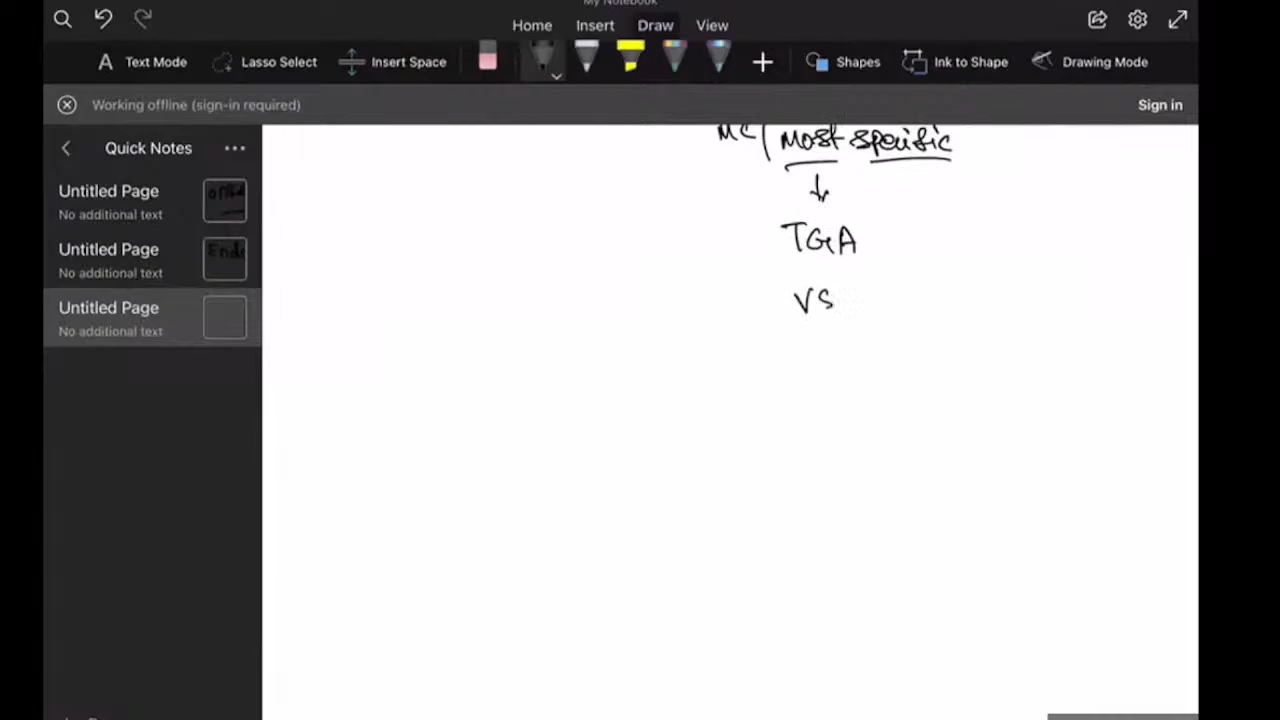 My Notebook
Home Insert Draw View
Text Mode Lasso Select Insert Space Shapes Ink to Shape Drawing Mode
Working offline (sign-in required) Sign in
Quick Notes
Untitled Page
No additional text
Untitled Page
No additional text
Untitled Page
No additional text
MC/ most specific
TGA
VS